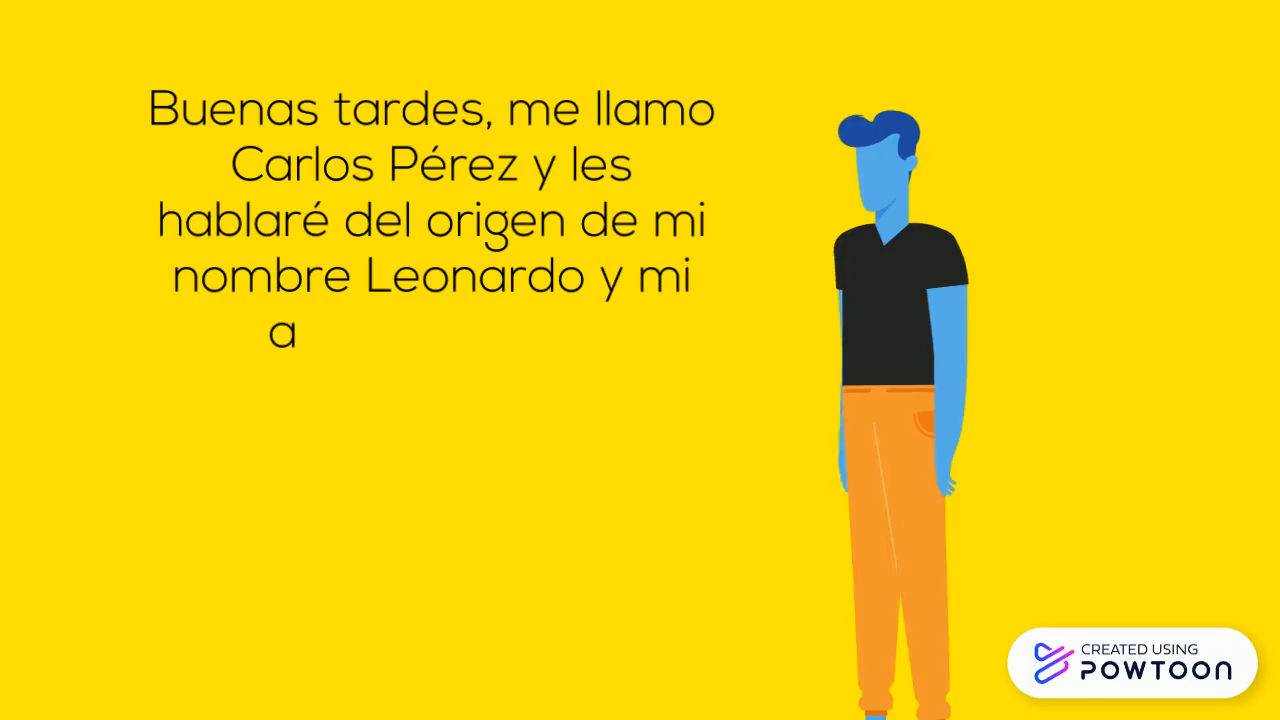 Buenas tardes, me llamo
Carlos Pérez y les
hablaré del origen de mi
nombre Leonardo y mi
a
CREATED USING
POWTOON